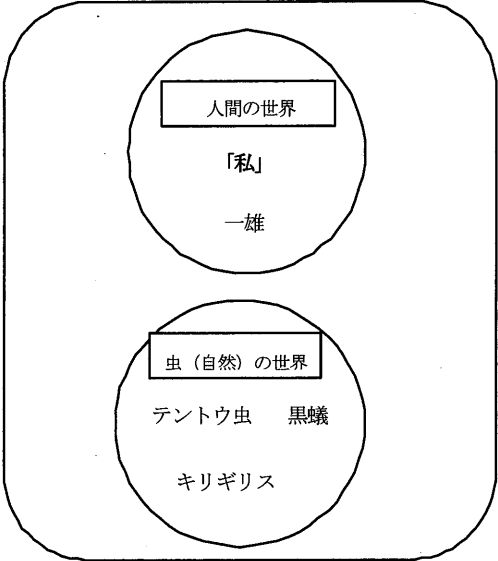 人間の世界
「私」
一雄
虫（自然）の世界
テントウ虫　黒蟻
キリギリス